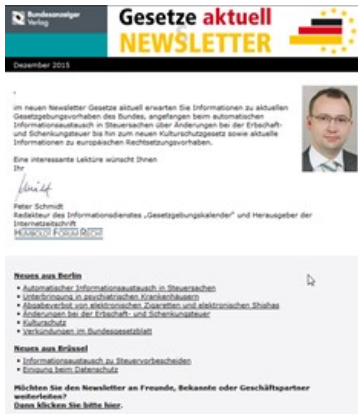 Bundesanzeiger
Verlag
Gesetze aktuell
NEWSLETTER
Dezember 2015
,
im neuen Newsletter Gesetze aktuell erwarten Sie Informationen zu aktuellen
Gesetzgebungsvorhaben des Bundes, angefangen beim automatischen
Informationsaustausch in Steuersachen über Änderungen bei der Erbschaft-
und Schenkungsteuer bis hin zum neuen Kulturschutzgesetz sowie aktuelle
Informationen zu europäischen Rechtsetzungsvorhaben.
Eine interessante Lektüre wünscht Ihnen
Ihr
Peter Schmidt
Redakteur des Informationsdienstes „Gesetzgebungskalender" und Herausgeber der
Internetzeitschrift
HUMBOLDT FORUM RECHT
Neues aus Berlin
▪ Automatischer Informationsaustausch in Steuersachen
▪ Unterbringung in psychiatrischen Krankenhäusern
▪ Abgabeverbot von elektronischen Zigaretten und elektronischen Shishas
▪ Änderungen bei der Erbschaft- und Schenkungsteuer
▪ Kulturschutz
▪ Verkündungen im Bundesgesetzblatt
Neues aus Brüssel
▪ Informationsaustausch zu Steuervorbescheiden
▪ Einigung beim Datenschutz
Möchten Sie den Newsletter an Freunde, Bekannte oder Geschäftspartner
weiterleiten?
Dann klicken Sie bitte hier.